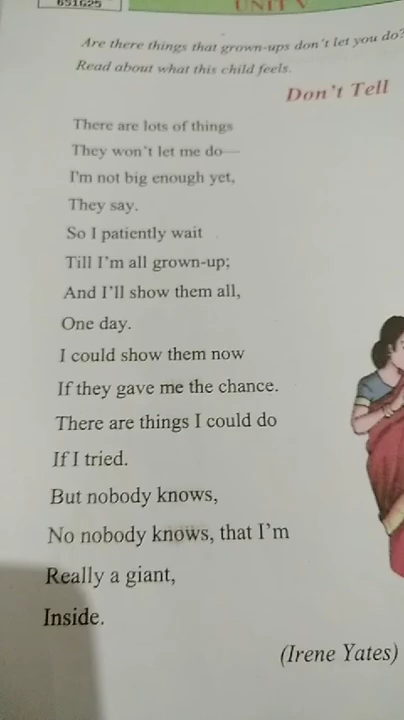 651625
UNIT V
Are there things that grown-ups don't let you do?
Read about what this child feels.
Don't Tell
There are lots of things
They won't let me do—
I'm not big enough yet,
They say.
So I patiently wait
Till I'm all grown-up;
And I'll show them all,
One day.
I could show them now
If they gave me the chance.
There are things I could do
If I tried.
But nobody knows,
No nobody knows, that I'm
Really a giant,
Inside.
(Irene Yates)